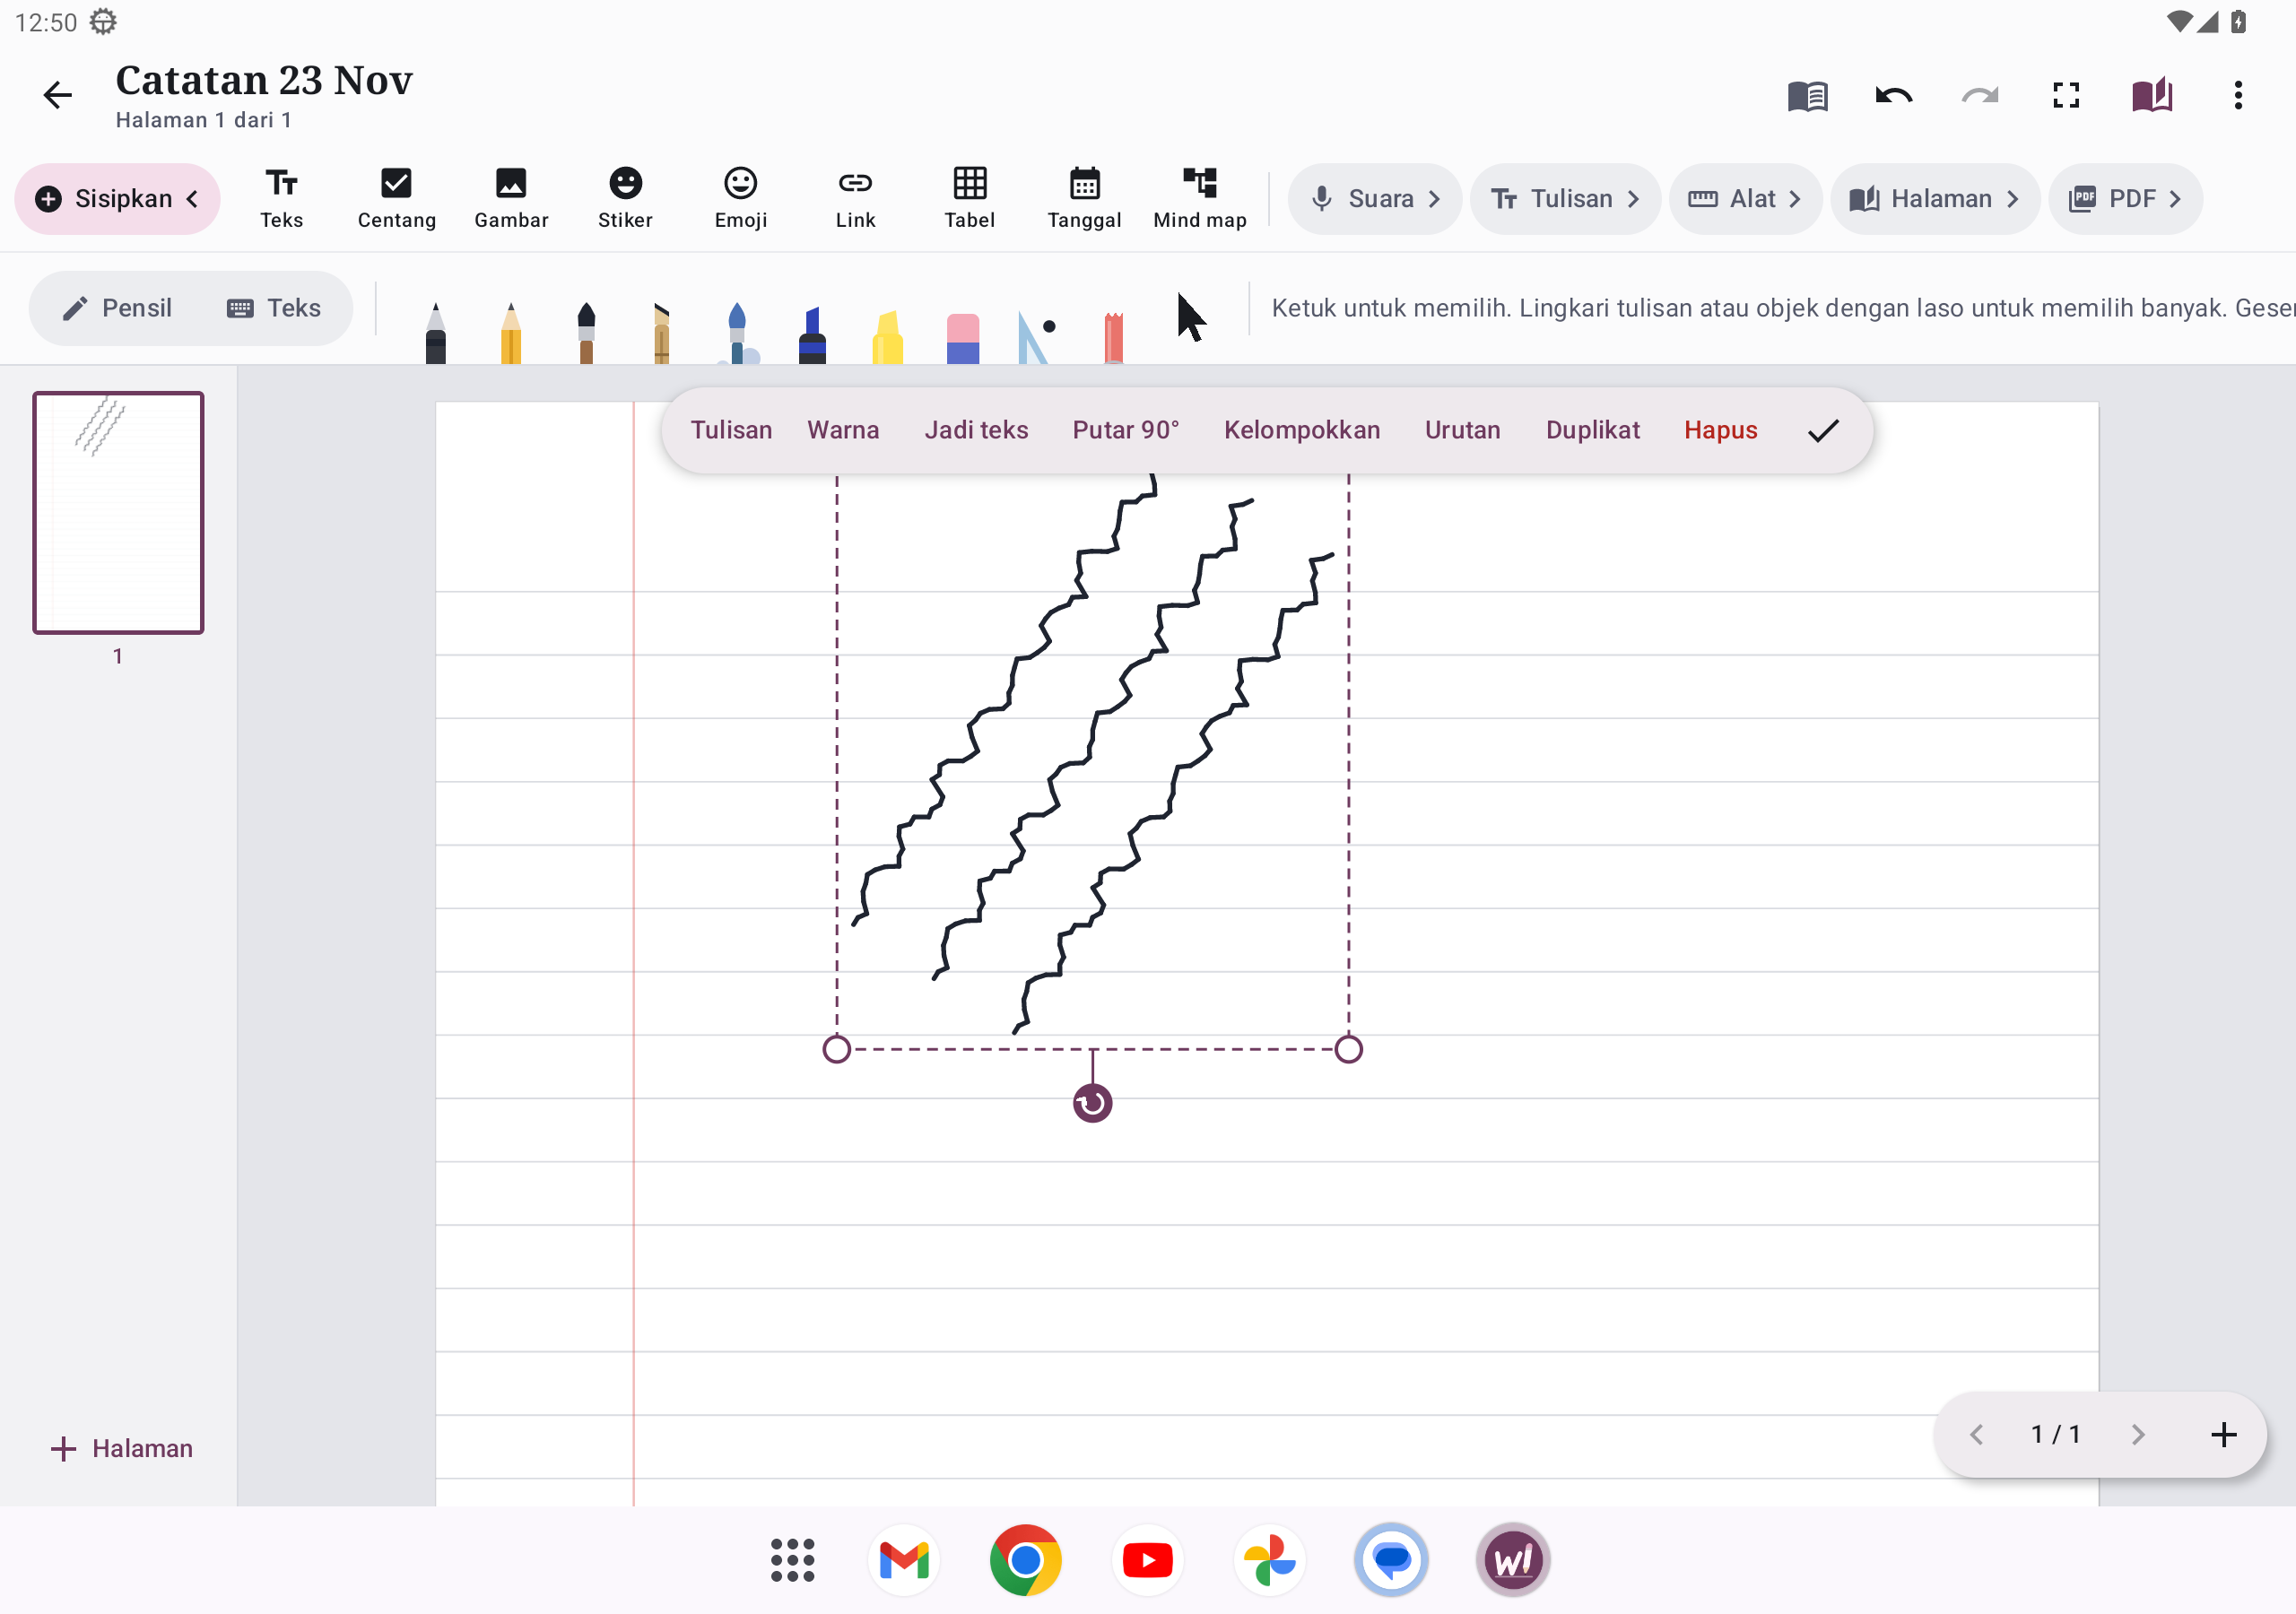 12:50
Catatan 23 Nov
Halaman 1 dari 1
Sisipkan
Teks
Centang
Gambar
Stiker
Emoji
Link
Tabel
Tanggal
Mind map
Suara
Tulisan
Alat
Halaman
PDF
Pensil
Teks
Ketuk untuk memilih. Lingkari tulisan atau objek dengan laso untuk memilih banyak.
Tulisan
Warna
Jadi teks
Putar 90°
Kelompokkan
Urutan
Duplikat
Hapus
1
Halaman
1 / 1